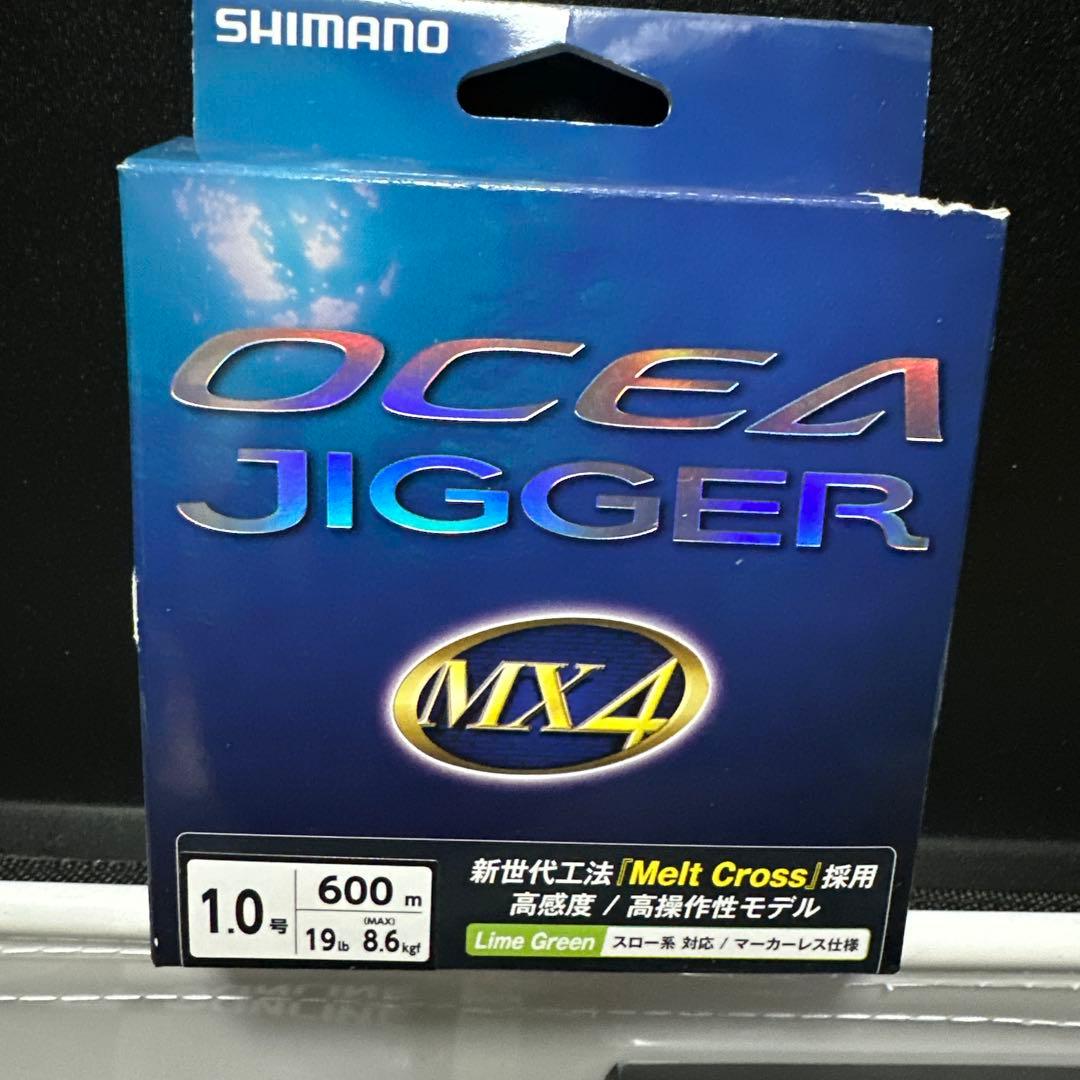 SHIMANO
OCEA
JIGGER
MX4
1.0号
600 m
(MAX)
19lb 8.6kgf
新世代工法『Melt Cross』採用
高感度 / 高操作性モデル
Lime Green スロー系 対応 / マーカーレス仕様